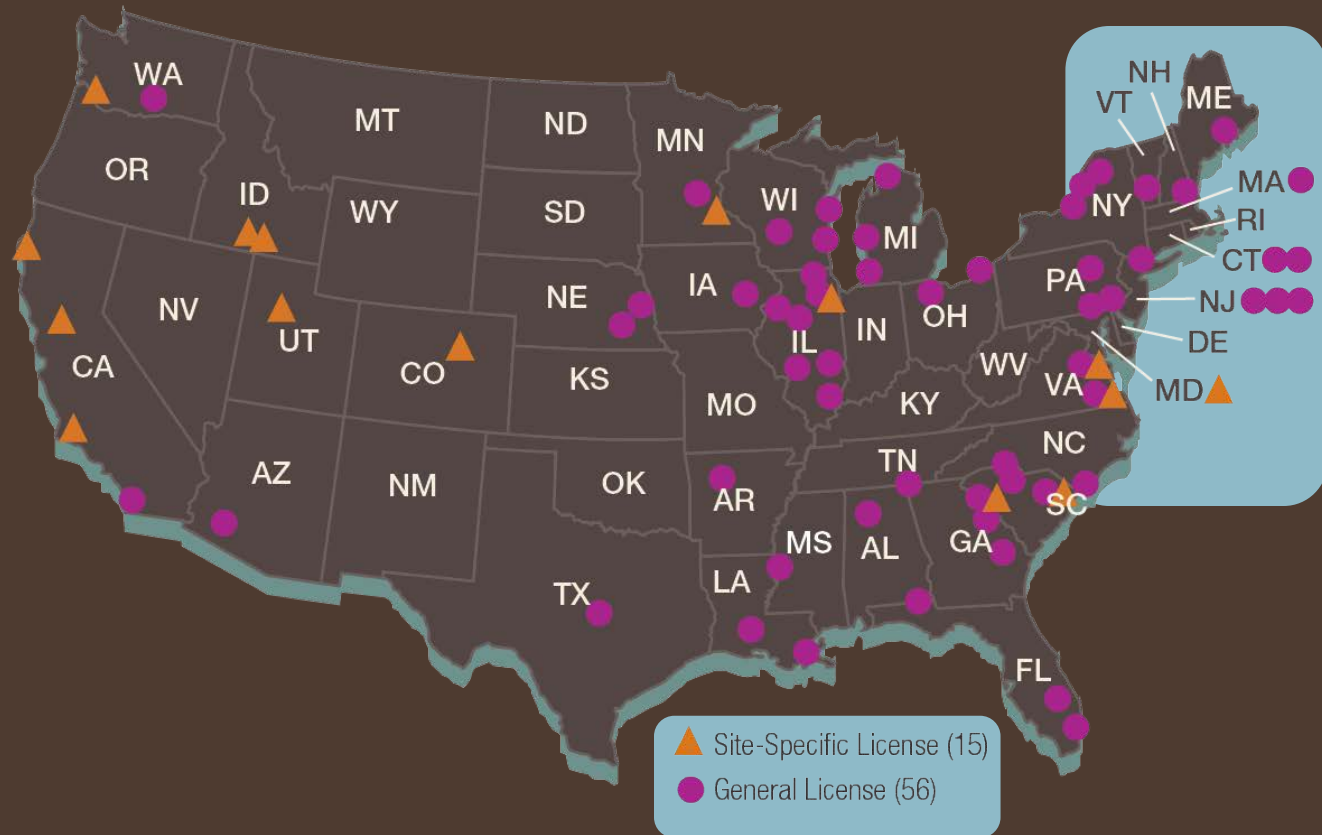 WA
NH
VT
ME
MT
ND
MN
OR
ID
WY
SD
WI
NY
MA
RI
MI
CT
PA
NE
IA
NJ
NV
UT
IL
IN
OH
DE
CA
CO
KS
MO
KY
WV
VA
MD
NC
AZ
NM
OK
AR
TN
SC
MS
AL
GA
LA
TX
FL
Site-Specific License (15)
General License (56)